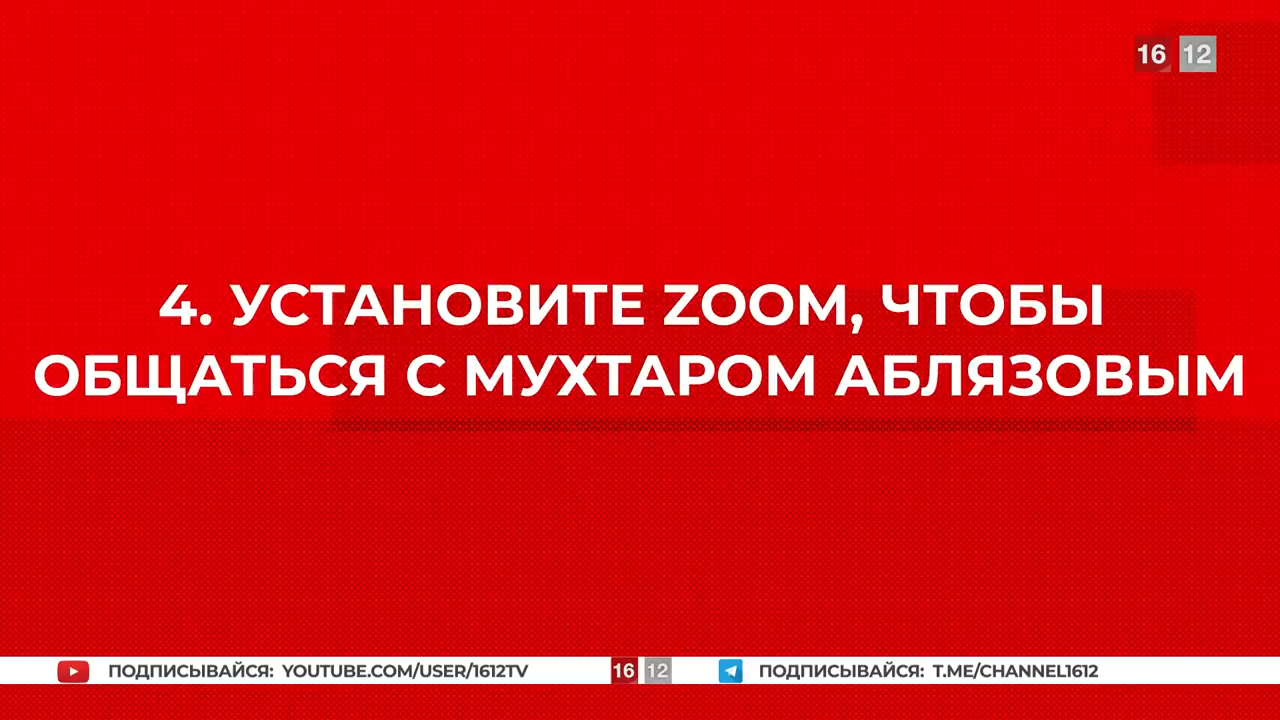 16 12
4. УСТАНОВИТЕ ZOOM, ЧТОБЫ
ОБЩАТЬСЯ С МУХТАРОМ АБЛЯЗОВЫМ
ПОДПИСЫВАЙСЯ: YOUTUBE.COM/USER/1612TV 16 12 ПОДПИСЫВАЙСЯ: T.ME/CHANNEL1612